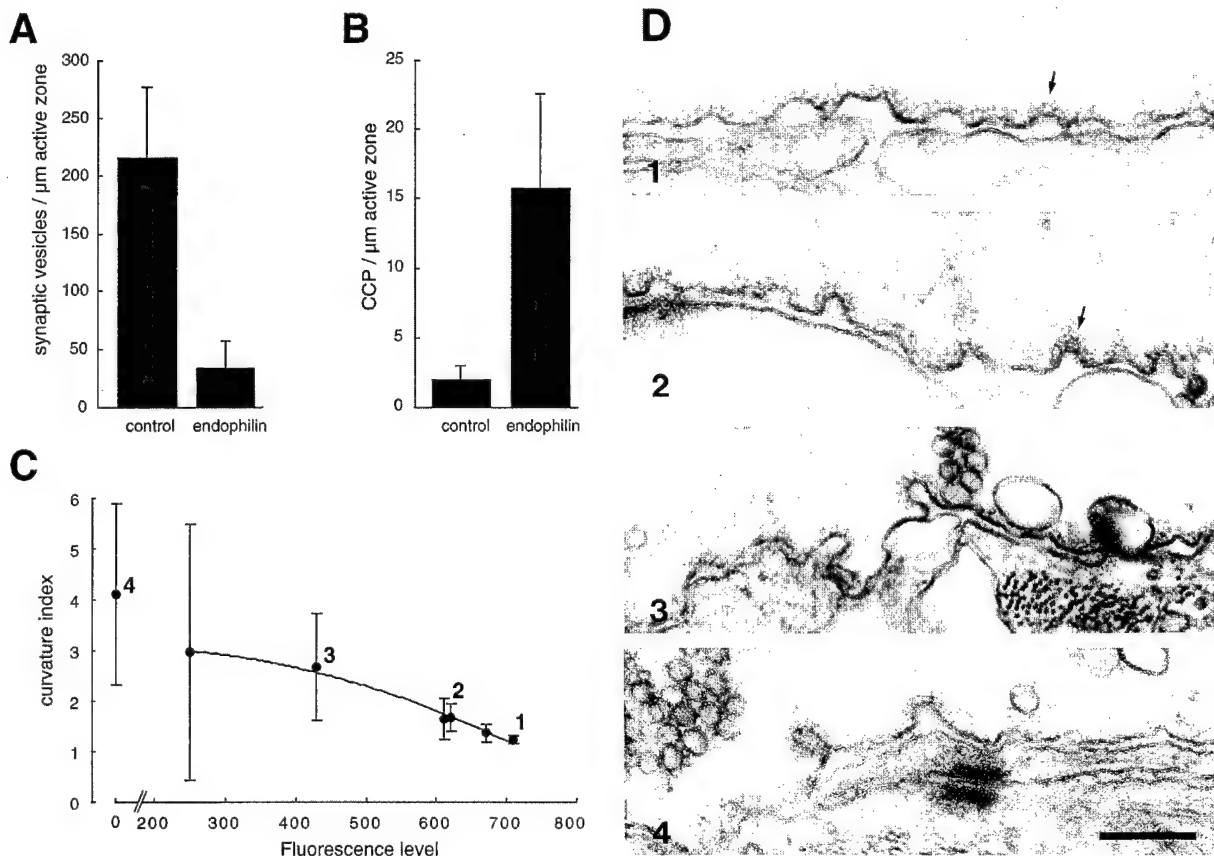 A
synaptic vesicles / µm active zone
300
250
200
150
100
50
0
control endophilin
B
CCP / µm active zone
25
20
15
10
5
0
control endophilin
C
curvature index
6
5
4
3
2
1
0
4
3
2
1
0 200 300 400 500 600 700 800
Fluorescence level
D
1
2
3
4